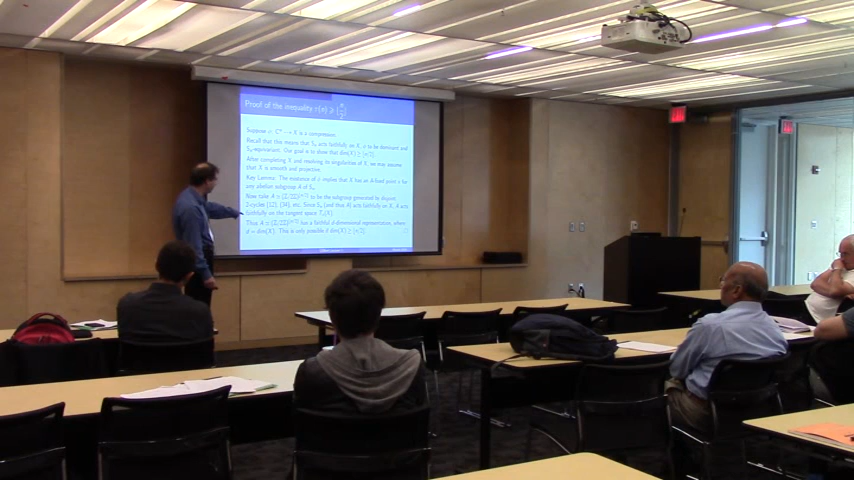 Proof of the inequality r(n) ⩾ [n/2]
Suppose C^n --→ X is a compression.
Recall that this means that S_n acts faithfully on X, to be dominant and
S_n-equivariant. Our goal is to show that dim(X) ≥ [n/2].
After completing X and resolving its singularities of X, we may assume
that X is smooth and projective.
Key Lemma: The existence of implies that X has an A-fixed point x for
any abelian subgroup A of S_n.
Now take A ≃ (Z/2Z)^[n/2] to be the subgroup generated by disjoint
2-cycles (12), (34), etc. Since S_n (and thus A) acts faithfully on X, A acts
faithfully on the tangent space T_x(X).
Thus A ≃ (Z/2Z)^[n/2] has a faithful d-dimensional representation, where
d = dim(X). This is only possible if dim(X) ≥ [n/2].
EXIT
EXIT